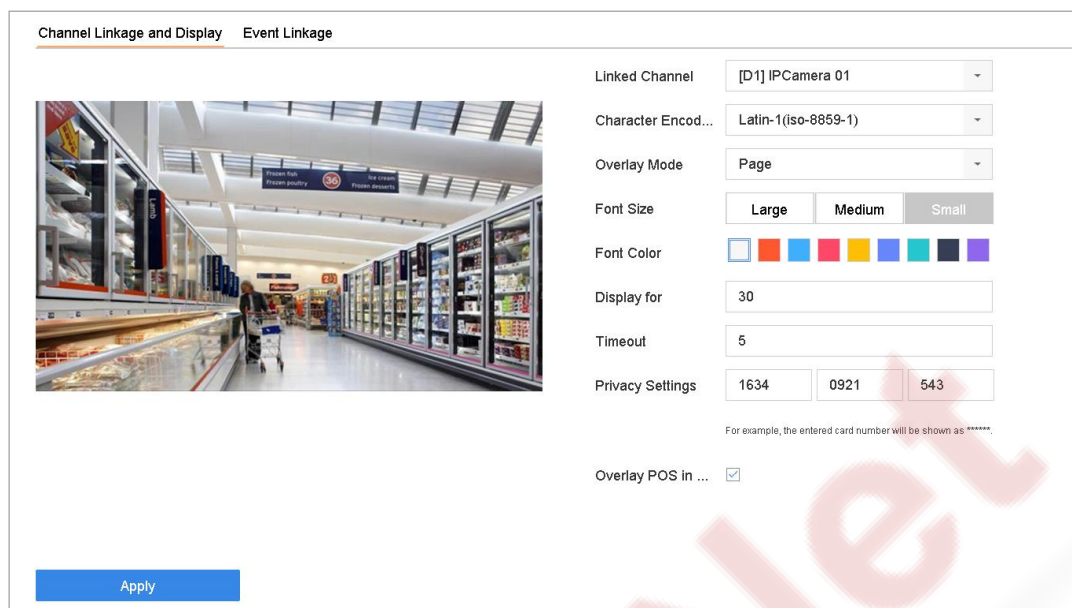 Channel Linkage and Display Event Linkage
Linked Channel [D1] IPCamera 01
Character Encod... Latin-1(iso-8859-1)
Overlay Mode Page
Font Size Large Medium Small
Font Color
Display for 30
Timeout 5
Privacy Settings 1634 0921 543
For example, the entered card number will be shown as ******.
Overlay POS in ...
Frozen fish
Frozen poultry
36
Ice cream
Frozen desserts
Lamb
Apply